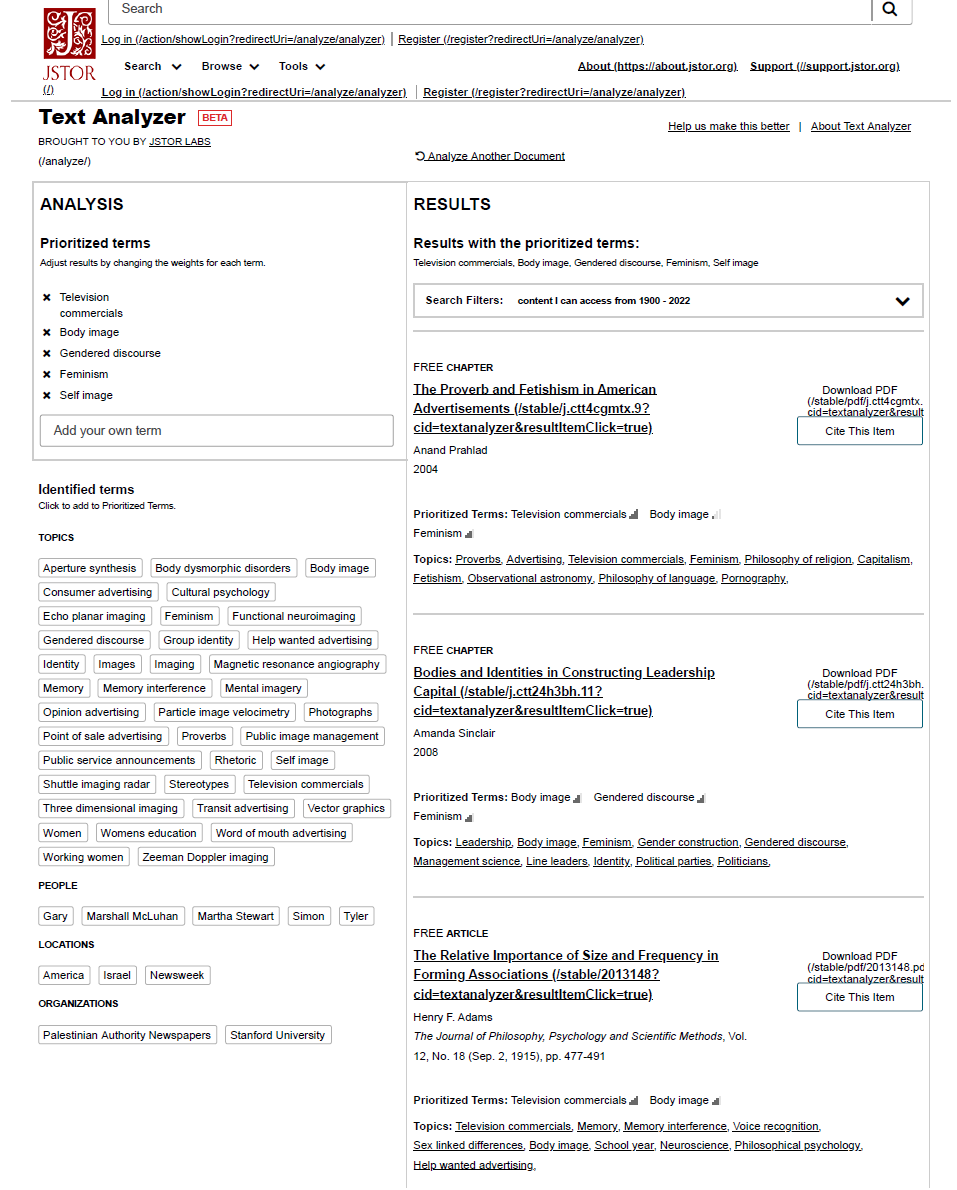 Search
Log in (/action/showLogin?redirectUri=/analyze/analyzer) | Register (/register?redirectUri=/analyze/analyzer)
JSTOR
(/)
Search Browse Tools
About (https://about.jstor.org) Support (//support.jstor.org)
Log in (/action/showLogin?redirectUri=/analyze/analyzer) | Register (/register?redirectUri=/analyze/analyzer)
Text Analyzer BETA
BROUGHT TO YOU BY JSTOR LABS
(/analyze/)
Help us make this better | About Text Analyzer
Analyze Another Document
ANALYSIS
Prioritized terms
Adjust results by changing the weights for each term.
✖ Television
commercials
✖ Body image
✖ Gendered discourse
✖ Feminism
✖ Self image
Add your own term
Identified terms
Click to add to Prioritized Terms.
TOPICS
Aperture synthesis Body dysmorphic disorders Body image
Consumer advertising Cultural psychology
Echo planar imaging Feminism Functional neuroimaging
Gendered discourse Group identity Help wanted advertising
Identity Images Imaging Magnetic resonance angiography
Memory Memory interference Mental imagery
Opinion advertising Particle image velocimetry Photographs
Point of sale advertising Proverbs Public image management
Public service announcements Rhetoric Self image
Shuttle imaging radar Stereotypes Television commercials
Three dimensional imaging Transit advertising Vector graphics
Women Womens education Word of mouth advertising
Working women Zeeman Doppler imaging
PEOPLE
Gary Marshall McLuhan Martha Stewart Simon Tyler
LOCATIONS
America Israel Newsweek
ORGANIZATIONS
Palestinian Authority Newspapers Stanford University
RESULTS
Results with the prioritized terms:
Television commercials, Body image, Gendered discourse, Feminism, Self image
Search Filters: content I can access from 1900 - 2022
FREE CHAPTER
The Proverb and Fetishism in American
Advertisements (/stable/j.ctt4cgmtx.9?
cid=textanalyzer&resultItemClick=true)
Anand Prahlad
2004
Download PDF
(/stable/pdf/j.ctt4cgmtx.
cid=textanalyzer&result
Cite This Item
Prioritized Terms: Television commercials Body image
Feminism
Topics: Proverbs, Advertising, Television commercials, Feminism, Philosophy of religion, Capitalism,
Fetishism, Observational astronomy, Philosophy of language, Pornography,
FREE CHAPTER
Bodies and Identities in Constructing Leadership
Capital (/stable/j.ctt24h3bh.11?
cid=textanalyzer&resultItemClick=true)
Amanda Sinclair
2008
Download PDF
(/stable/pdf/j.ctt24h3bh.
cid=textanalyzer&result
Cite This Item
Prioritized Terms: Body image Gendered discourse
Feminism
Topics: Leadership, Body image, Feminism, Gender construction, Gendered discourse,
Management science, Line leaders, Identity, Political parties, Politicians,
FREE ARTICLE
The Relative Importance of Size and Frequency in
Forming Associations (/stable/2013148?
cid=textanalyzer&resultItemClick=true)
Henry F. Adams
The Journal of Philosophy, Psychology and Scientific Methods, Vol.
12, No. 18 (Sep. 2, 1915), pp. 477-491
Download PDF
(/stable/pdf/2013148.pd
cid=textanalyzer&result
Cite This Item
Prioritized Terms: Television commercials Body image
Topics: Television commercials, Memory, Memory interference, Voice recognition,
Sex linked differences, Body image, School year, Neuroscience, Philosophical psychology,
Help wanted advertising,